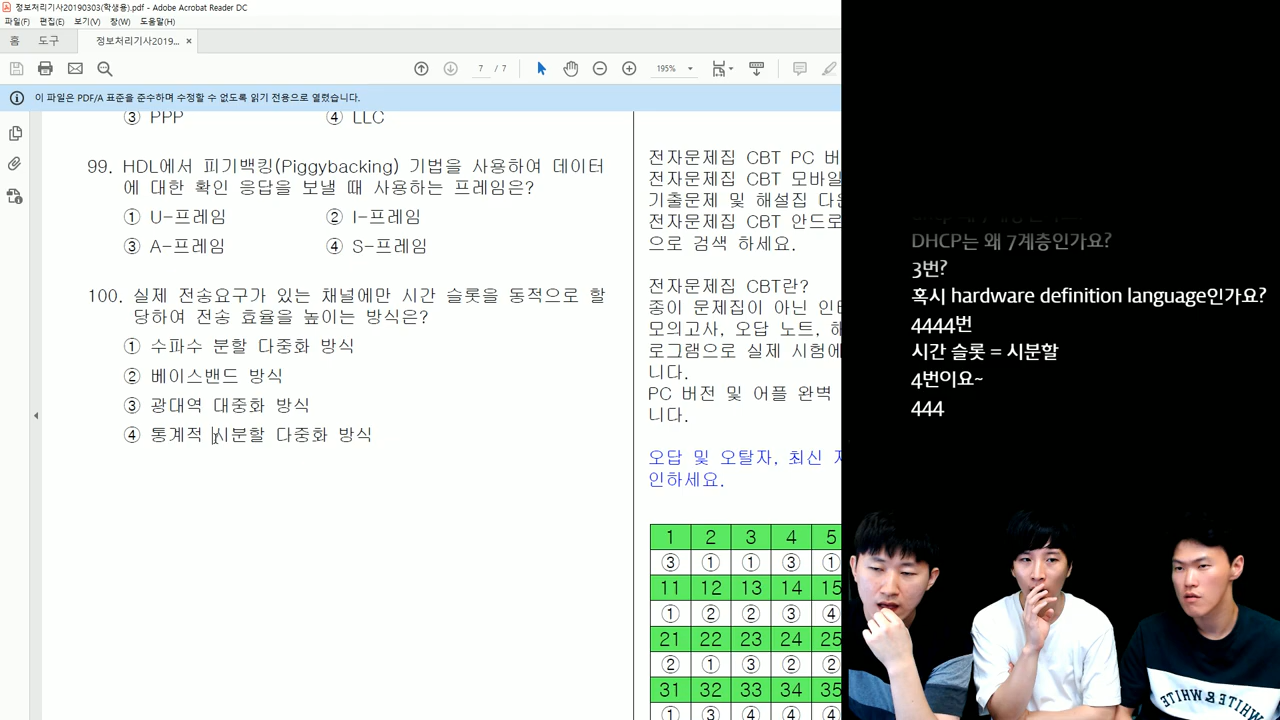 정보처리기사20190303(학생용).pdf - Adobe Acrobat Reader DC
파일(F) 편집(E) 보기(V) 창(W) 도움말(H)
홈 도구 정보처리기사2019... ×
7 / 7 195%
이 파일은 PDF/A 표준을 준수하며 수정할 수 없도록 읽기 전용으로 열렸습니다.
③ PPP ④ LLC
99. HDL에서 피기백킹(Piggybacking) 기법을 사용하여 데이터
에 대한 확인 응답을 보낼 때 사용하는 프레임은?
① U-프레임 ② I-프레임
③ A-프레임 ④ S-프레임
100. 실제 전송요구가 있는 채널에만 시간 슬롯을 동적으로 할
당하여 전송 효율을 높이는 방식은?
① 수파수 분할 다중화 방식
② 베이스밴드 방식
③ 광대역 대중화 방식
④ 통계적 시분할 다중화 방식
전자문제집 CBT PC 버
전자문제집 CBT 모바일
기출문제 및 해설집 다운
전자문제집 CBT 안드로
으로 검색 하세요.
전자문제집 CBT란?
종이 문제집이 아닌 인터
모의고사, 오답 노트, 해
로그램으로 실제 시험에
니다.
PC 버전 및 어플 완벽
니다.
오답 및 오탈자, 최신 자
인하세요.
1 2 3 4 5
③ ① ① ③ ①
11 12 13 14 15
① ② ② ③ ④
21 22 23 24 25
② ① ③ ② ②
31 32 33 34 35
① ③ ④ ④ ④
DHCP는 왜 7계층인가요?
3번?
혹시 hardware definition language인가요?
4444번
시간 슬롯 = 시분할
4번이요~
444
WHITE&WHITE